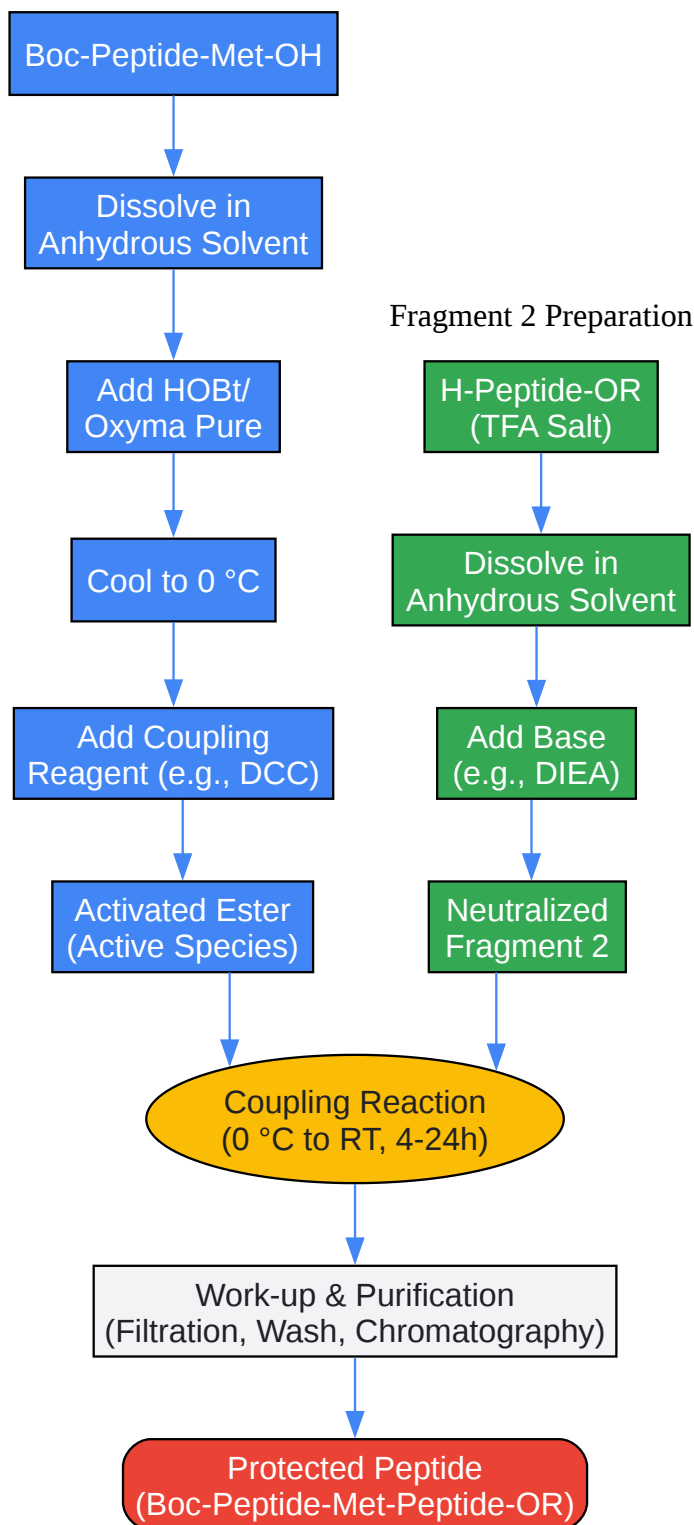 Boc-Peptide-Met-OH
Dissolve in
Anhydrous Solvent
Add HOBt/
Oxyma Pure
Cool to 0 °C
Add Coupling
Reagent (e.g., DCC)
Activated Ester
(Active Species)
Fragment 2 Preparation
H-Peptide-OR
(TFA Salt)
Dissolve in
Anhydrous Solvent
Add Base
(e.g., DIEA)
Neutralized
Fragment 2
Coupling Reaction
(0 °C to RT, 4-24h)
Work-up & Purification
(Filtration, Wash, Chromatography)
Protected Peptide
(Boc-Peptide-Met-Peptide-OR)